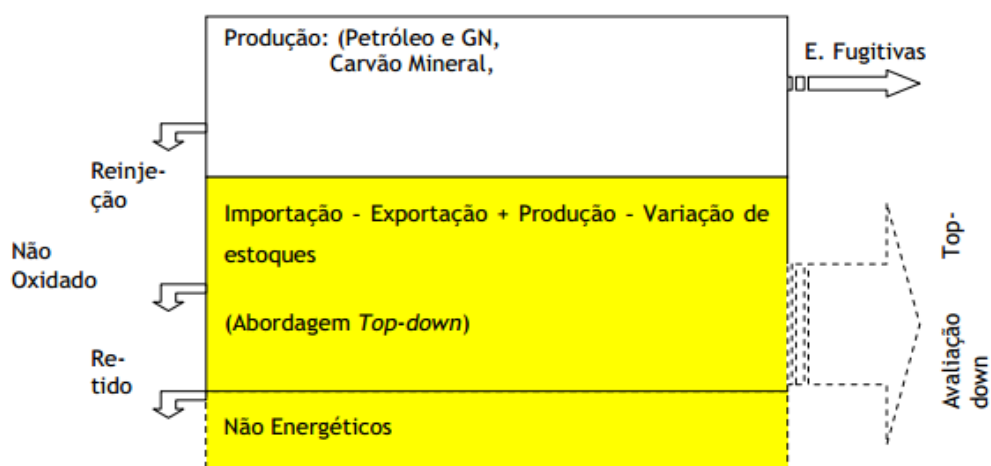 Produção: (Petróleo e GN,
Carvão Mineral,
E. Fugitivas
Reinje-
ção
Importação – Exportação + Produção – Variação de
estoques
(Abordagem Top-down)
Não
Oxidado
Re-
tido
Não Energéticos
Avaliação Top-
down